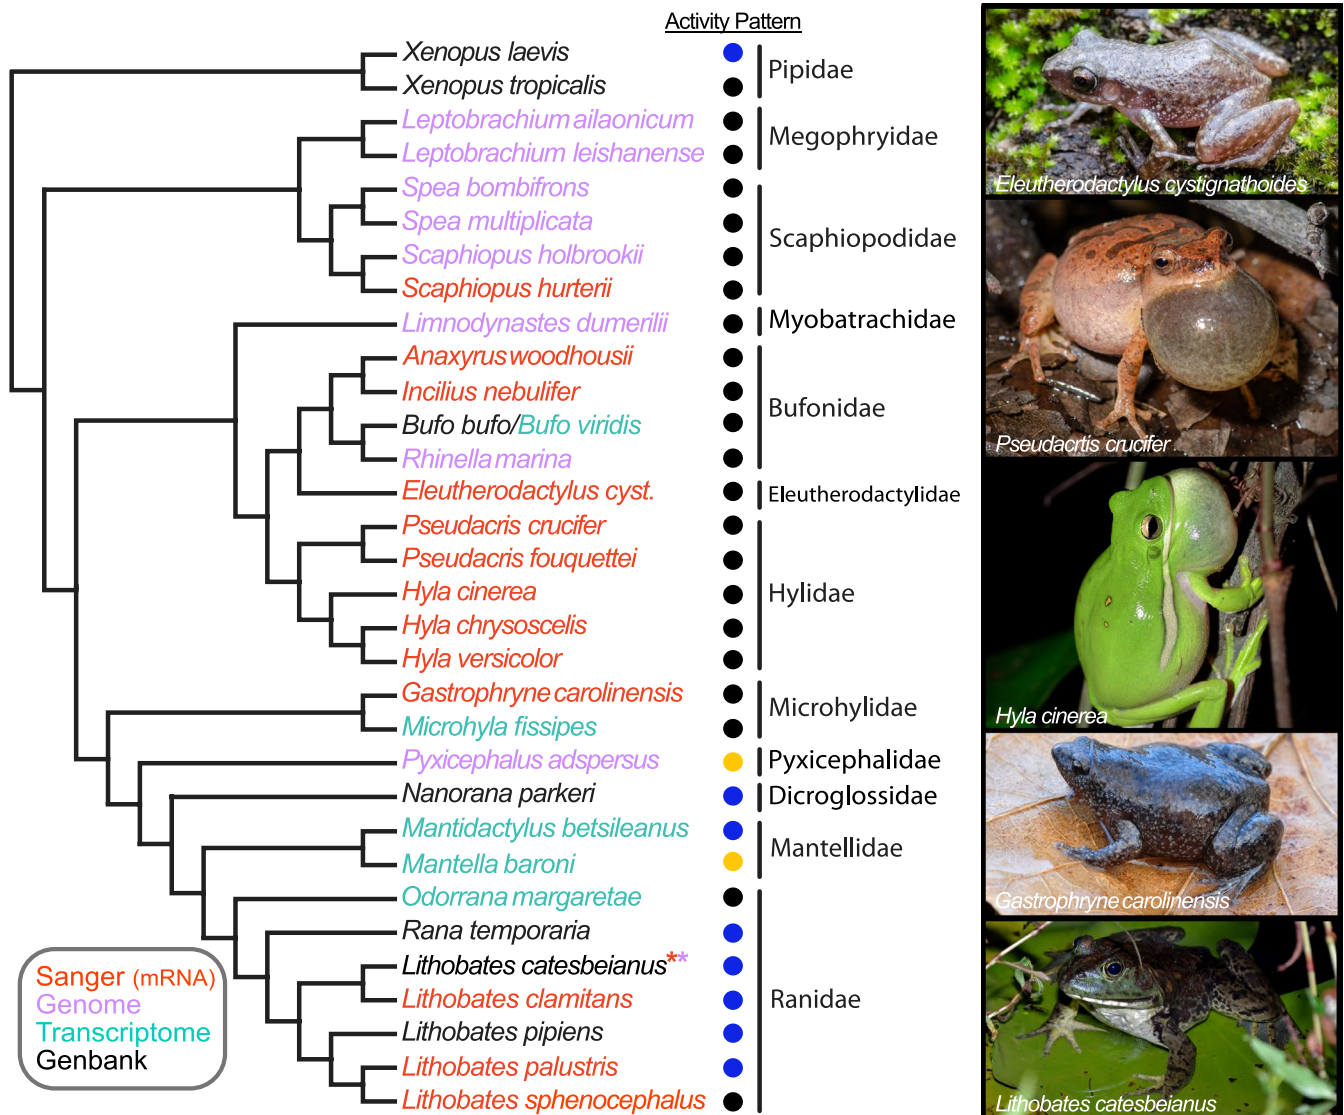 Activity Pattern
Xenopus laevis
Xenopus tropicalis
Pipidae
Leptobrachium ailaonicum
Leptobrachium leishanense
Megophryidae
Spea bombifrons
Spea multiplicata
Scaphiopus holbrookii
Scaphiopus hurterii
Scaphiopodidae
Limnodynastes dumerilii
Myobatrachidae
Anaxyrus woodhousii
Incilius nebulifer
Bufo bufo/Bufo viridis
Rhinella marina
Bufonidae
Eleutherodactylus cyst.
Eleutherodactylidae
Pseudacris crucifer
Pseudacris fouquettei
Hyla cinerea
Hyla chrysoscelis
Hyla versicolor
Hylidae
Gastrophryne carolinensis
Microhyla fissipes
Microhylidae
Pyxicephalus adspersus
Pyxicephalidae
Nanorana parkeri
Dicroglossidae
Mantidactylus betsileanus
Mantella baroni
Mantellidae
Odorrana margaretae
Rana temporaria
Lithobates catesbeianus**
Lithobates clamitans
Lithobates pipiens
Lithobates palustris
Lithobates sphenocephalus
Ranidae
Sanger (mRNA)
Genome
Transcriptome
Genbank
Eleutherodactylus cystignathoides
Pseudacrtis crucifer
Hyla cinerea
Gastrophryne carolinensis
Lithobates catesbeianus